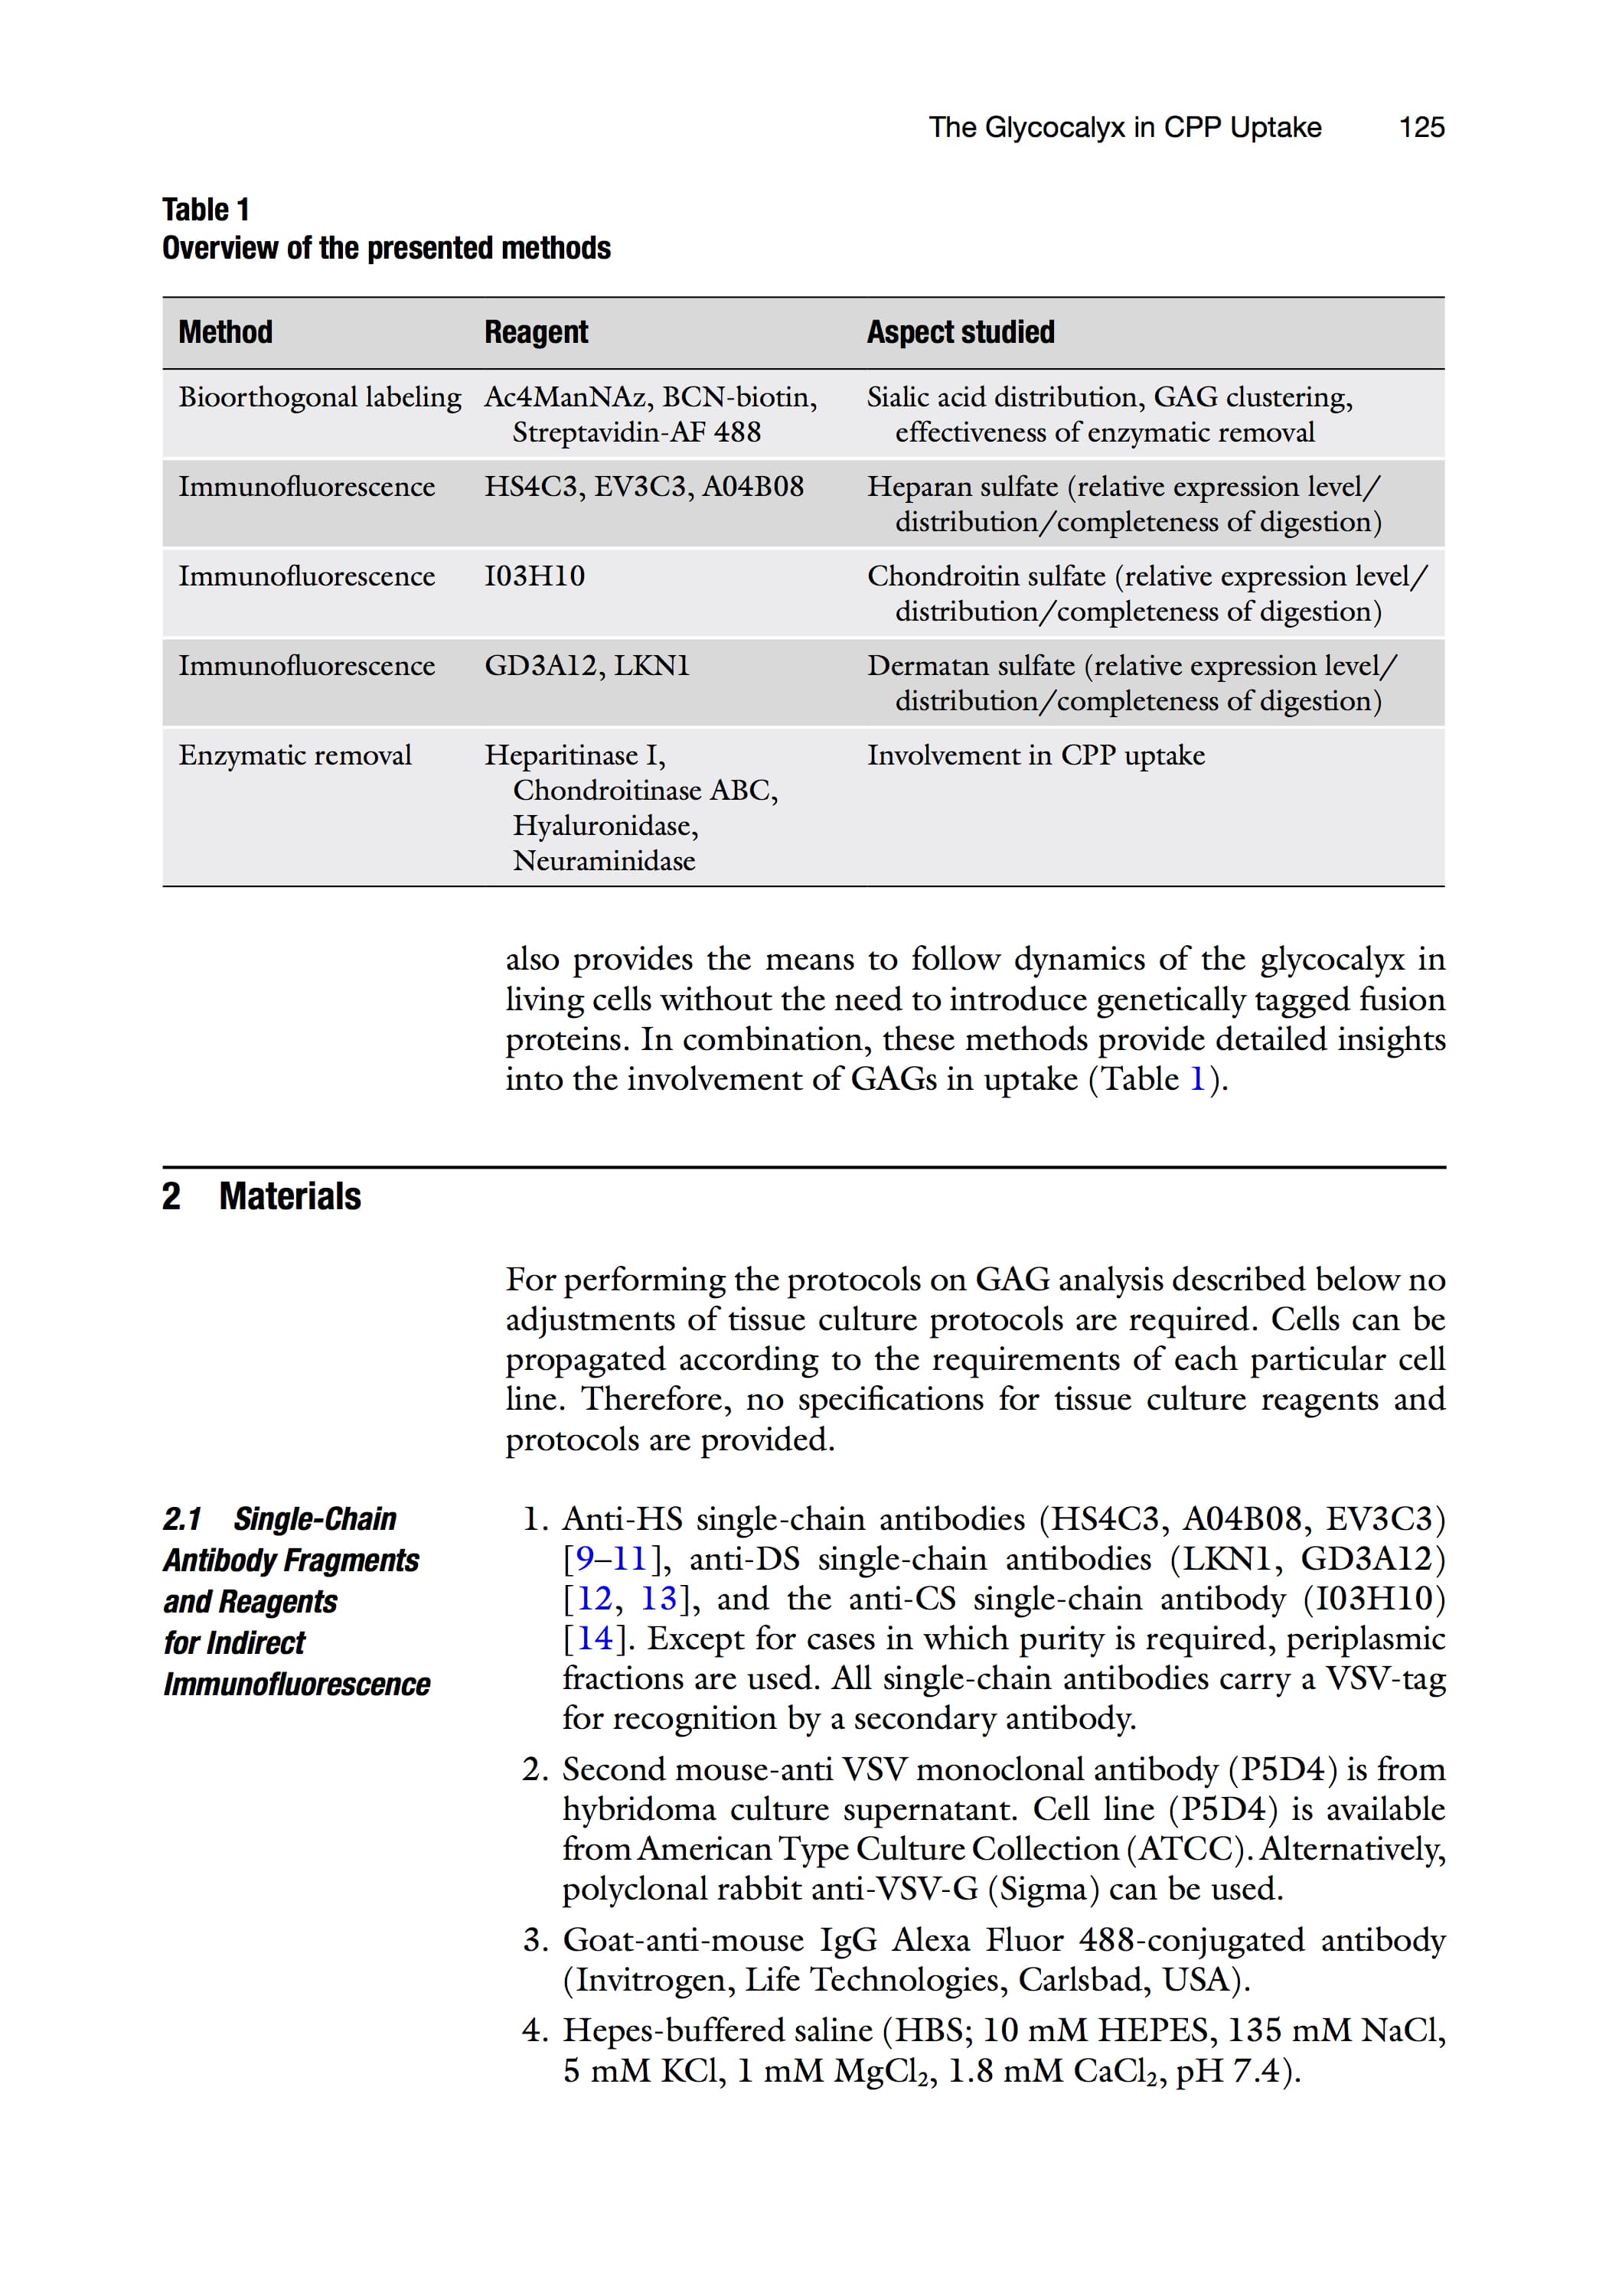 The Glycocalyx in CPP Uptake 125
Table 1
Overview of the presented methods
Method Reagent Aspect studied
Bioorthogonal labeling Ac4ManNAz, BCN-biotin, Sialic acid distribution, GAG clustering,
Streptavidin-AF 488 effectiveness of enzymatic removal
Immunofluorescence HS4C3, EV3C3, A04B08 Heparan sulfate (relative expression level/
distribution/completeness of digestion)
Immunofluorescence I03H10 Chondroitin sulfate (relative expression level/
distribution/completeness of digestion)
Immunofluorescence GD3A12, LKN1 Dermatan sulfate (relative expression level/
distribution/completeness of digestion)
Enzymatic removal Heparitinase I, Involvement in CPP uptake
Chondroitinase ABC,
Hyaluronidase,
Neuraminidase
also provides the means to follow dynamics of the glycocalyx in
living cells without the need to introduce genetically tagged fusion
proteins. In combination, these methods provide detailed insights
into the involvement of GAGs in uptake (Table 1).
2 Materials
For performing the protocols on GAG analysis described below no
adjustments of tissue culture protocols are required. Cells can be
propagated according to the requirements of each particular cell
line. Therefore, no specifications for tissue culture reagents and
protocols are provided.
2.1 Single-Chain
Antibody Fragments
and Reagents
for Indirect
Immunofluorescence
1. Anti-HS single-chain antibodies (HS4C3, A04B08, EV3C3)
[9–11], anti-DS single-chain antibodies (LKN1, GD3A12)
[12, 13], and the anti-CS single-chain antibody (I03H10)
[14]. Except for cases in which purity is required, periplasmic
fractions are used. All single-chain antibodies carry a VSV-tag
for recognition by a secondary antibody.
2. Second mouse-anti VSV monoclonal antibody (P5D4) is from
hybridoma culture supernatant. Cell line (P5D4) is available
from American Type Culture Collection (ATCC). Alternatively,
polyclonal rabbit anti-VSV-G (Sigma) can be used.
3. Goat-anti-mouse IgG Alexa Fluor 488-conjugated antibody
(Invitrogen, Life Technologies, Carlsbad, USA).
4. Hepes-buffered saline (HBS; 10 mM HEPES, 135 mM NaCl,
5 mM KCl, 1 mM MgCl₂, 1.8 mM CaCl₂, pH 7.4).